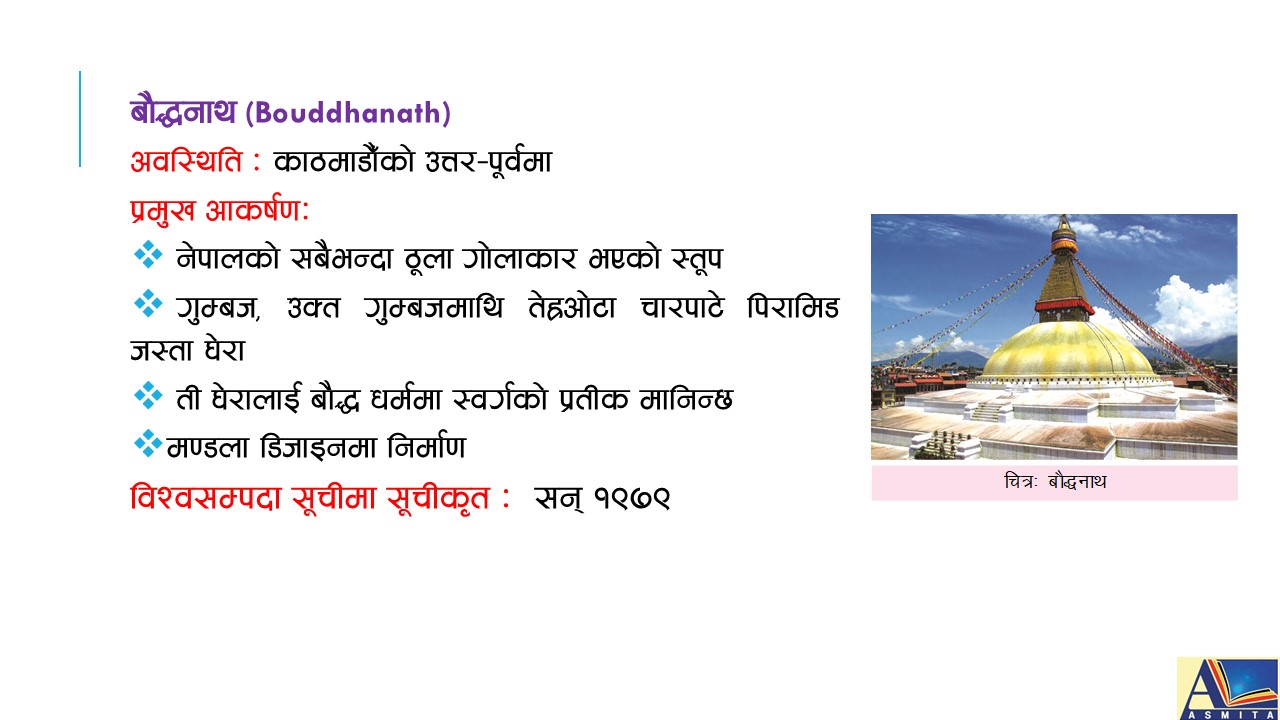 बौद्धनाथ (Bouddhanath)
अवस्थिति : काठमाडौँको उत्तर-पूर्वमा
प्रमुख आकर्षण:
❖ नेपालको सबैभन्दा ठूला गोलाकार भएको स्तूप
❖ गुम्बज, उक्त गुम्बजमाथि तेह्रओटा चारपाटे पिरामिड
जस्ता घेरा
❖ ती घेरालाई बौद्ध धर्ममा स्वर्गको प्रतीक मानिन्छ
❖मण्डला डिजाइनमा निर्माण
विश्वसम्पदा सूचीमा सूचीकृत : सन् १९७९
चित्र: बौद्धनाथ
ASMITA